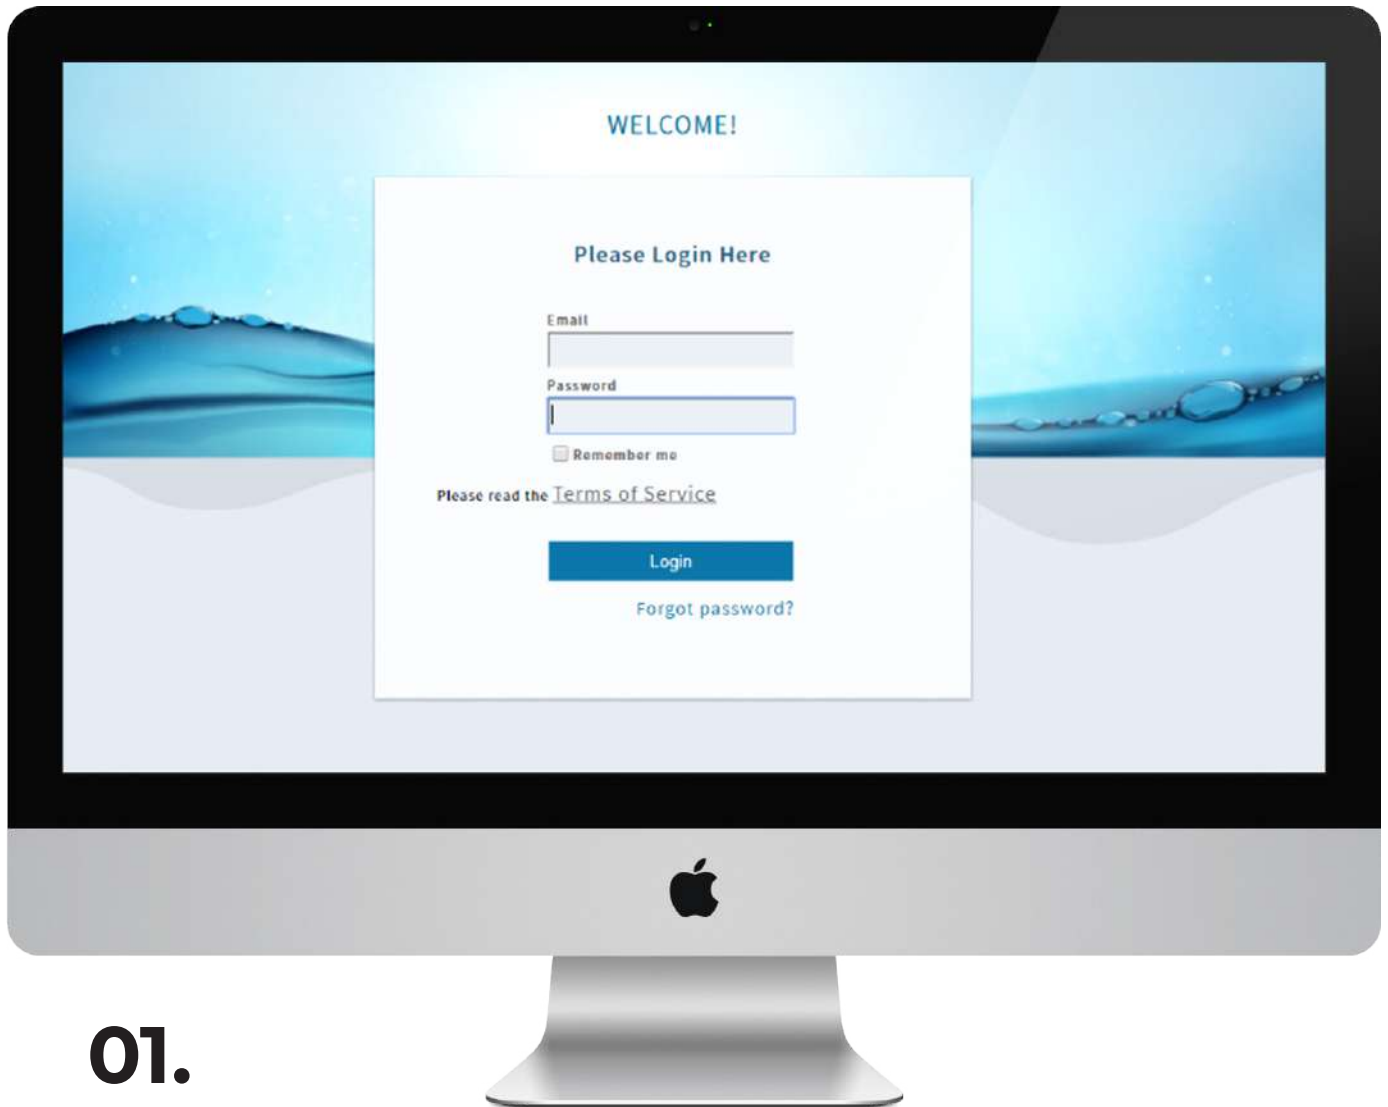 WELCOME!
Please Login Here
Email
Password
Remember me
Please read the Terms of Service
Login
Forgot password?
01.